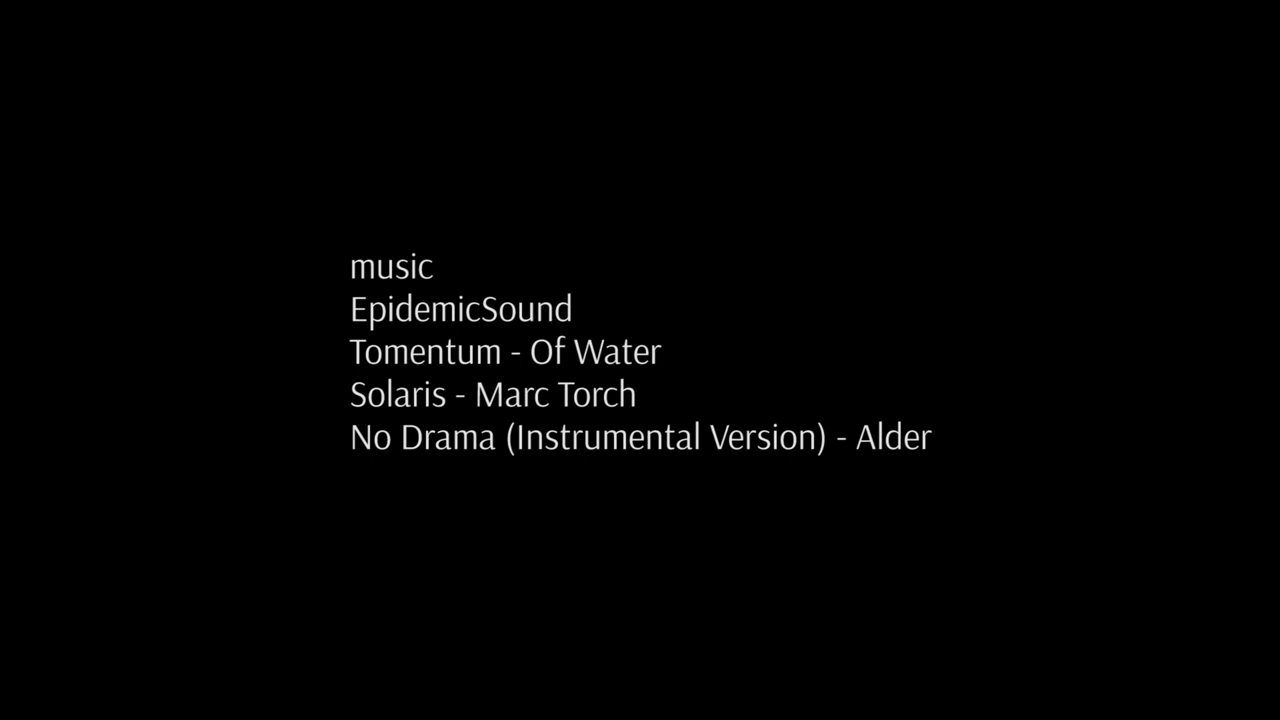 music
EpidemicSound
Tomentum - Of Water
Solaris - Marc Torch
No Drama (Instrumental Version) - Alder